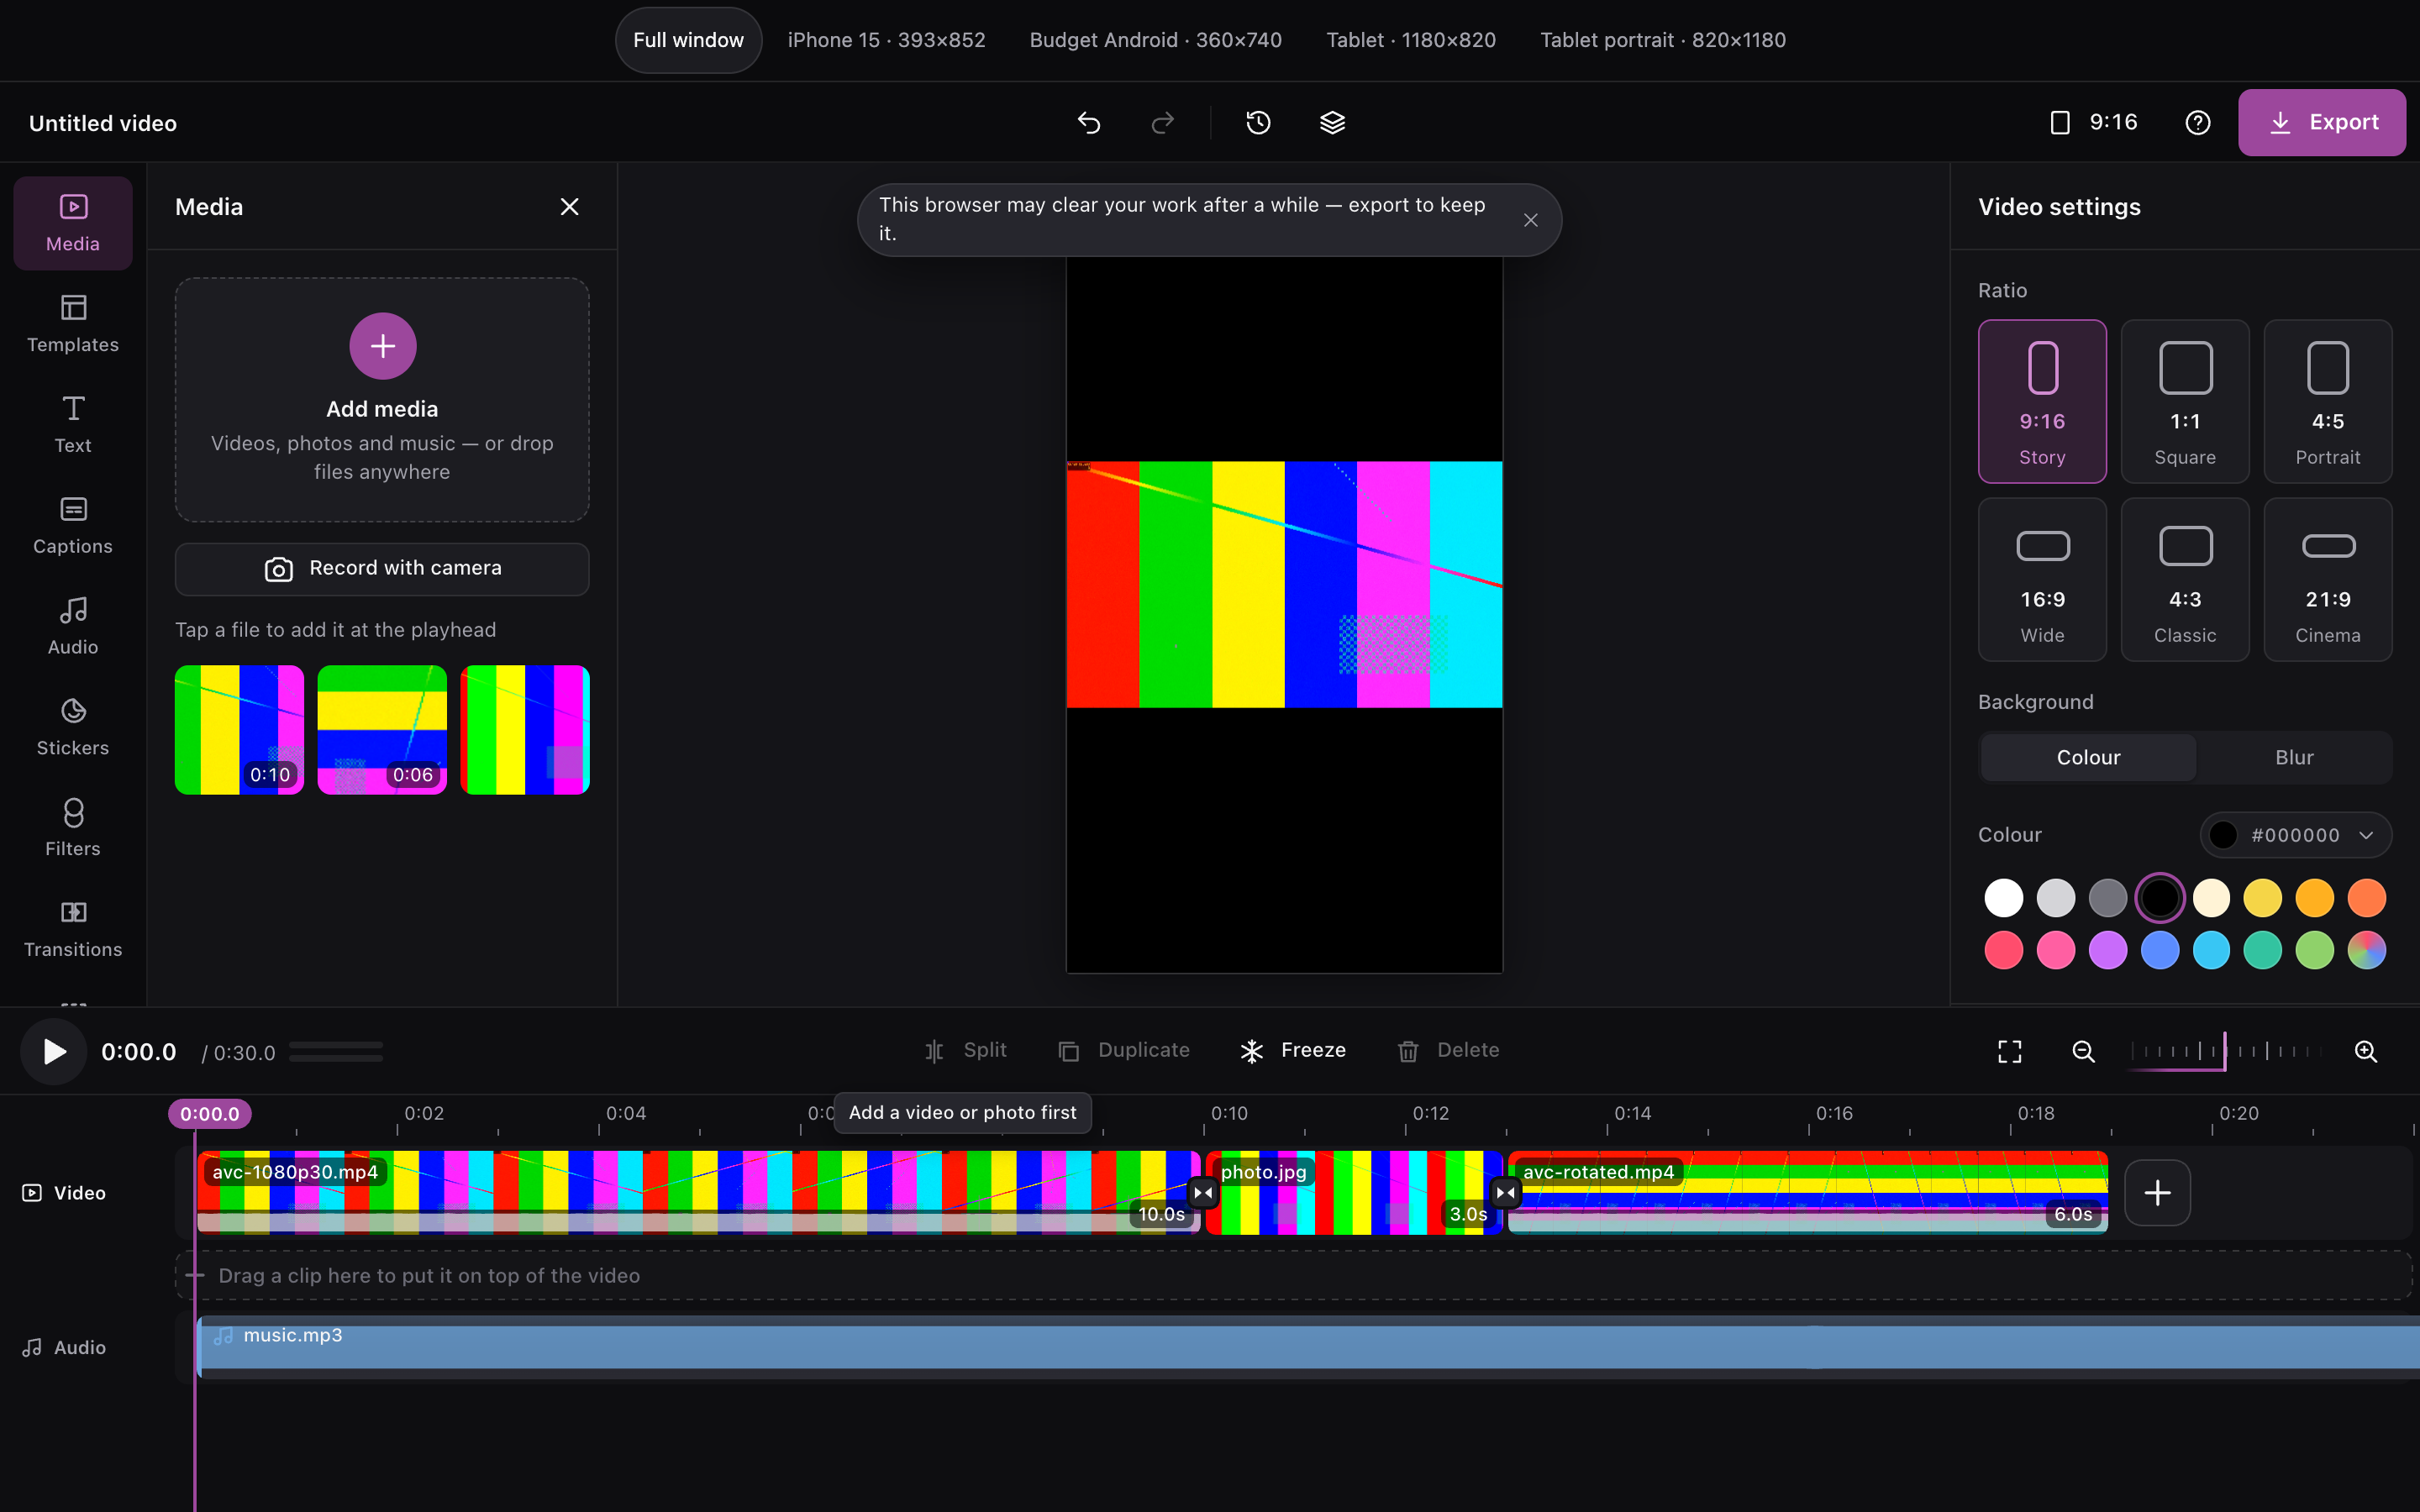 Full window
iPhone 15 · 393×852
Budget Android · 360×740
Tablet · 1180×820
Tablet portrait · 820×1180
Untitled video
9:16
Export
Media
Templates
Text
Captions
Audio
Stickers
Filters
Transitions
Media
Add media
Videos, photos and music — or drop
files anywhere
Record with camera
Tap a file to add it at the playhead
0:10
0:06
This browser may clear your work after a while — export to keep
it.
Video settings
Ratio
9:16
Story
1:1
Square
4:5
Portrait
16:9
Wide
4:3
Classic
21:9
Cinema
Background
Colour
Blur
Colour
#000000
0:00.0
/ 0:30.0
Split
Duplicate
Freeze
Delete
0:00.0
0:02
0:04
Add a video or photo first
0:10
0:12
0:14
0:16
0:18
0:20
Video
avc-1080p30.mp4
10.0s
photo.jpg
3.0s
avc-rotated.mp4
6.0s
Drag a clip here to put it on top of the video
Audio
music.mp3